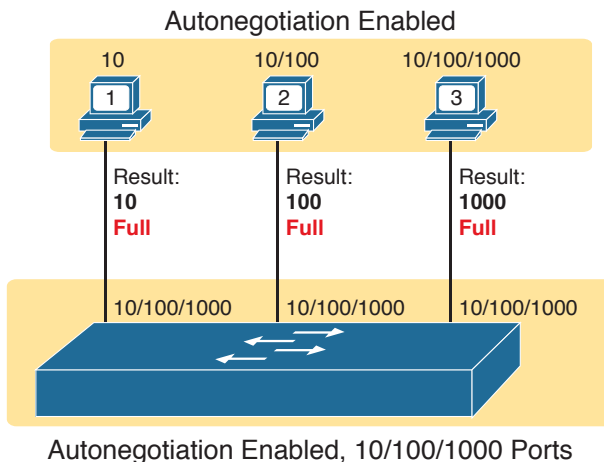 Autonegotiation Enabled
10
10/100
10/100/1000
1
2
3
Result:
10
Full
Result:
100
Full
Result:
1000
Full
10/100/1000
10/100/1000
10/100/1000
Autonegotiation Enabled, 10/100/1000 Ports